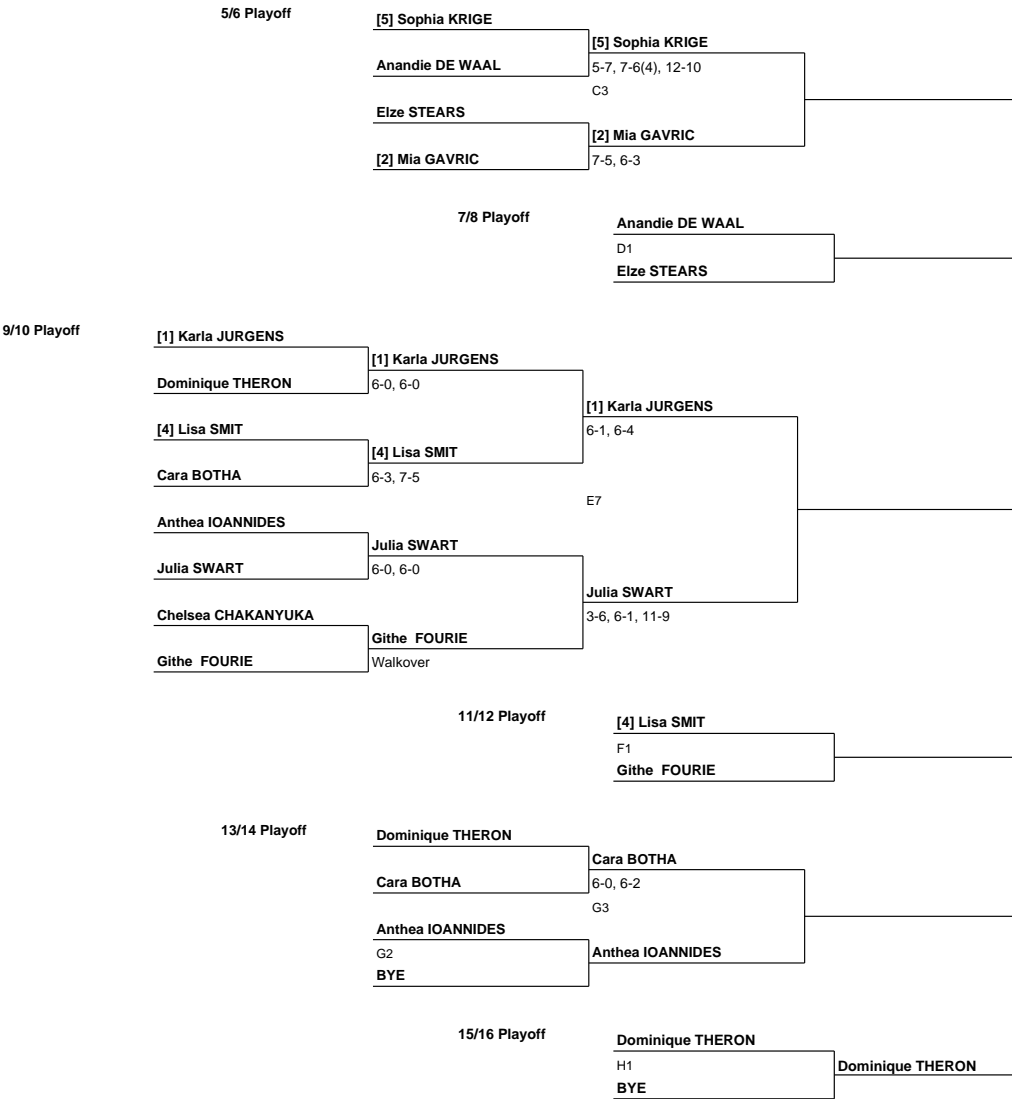 5/6 Playoff
[5] Sophia KRIGE
[5] Sophia KRIGE
Anandie DE WAAL
5-7, 7-6(4), 12-10
C3
Elze STEARS
[2] Mia GAVRIC
[2] Mia GAVRIC
7-5, 6-3
7/8 Playoff
Anandie DE WAAL
D1
Elze STEARS
9/10 Playoff
[1] Karla JURGENS
[1] Karla JURGENS
Dominique THERON
6-0, 6-0
[1] Karla JURGENS
[4] Lisa SMIT
6-1, 6-4
[4] Lisa SMIT
Cara BOTHA
6-3, 7-5
E7
Anthea IOANNIDES
Julia SWART
Julia SWART
6-0, 6-0
Julia SWART
Chelsea CHAKANYUKA
3-6, 6-1, 11-9
Githe FOURIE
Githe FOURIE
Walkover
11/12 Playoff
[4] Lisa SMIT
F1
Githe FOURIE
13/14 Playoff
Dominique THERON
Cara BOTHA
Cara BOTHA
6-0, 6-2
G3
Anthea IOANNIDES
G2
Anthea IOANNIDES
BYE
15/16 Playoff
Dominique THERON
H1
Dominique THERON
BYE